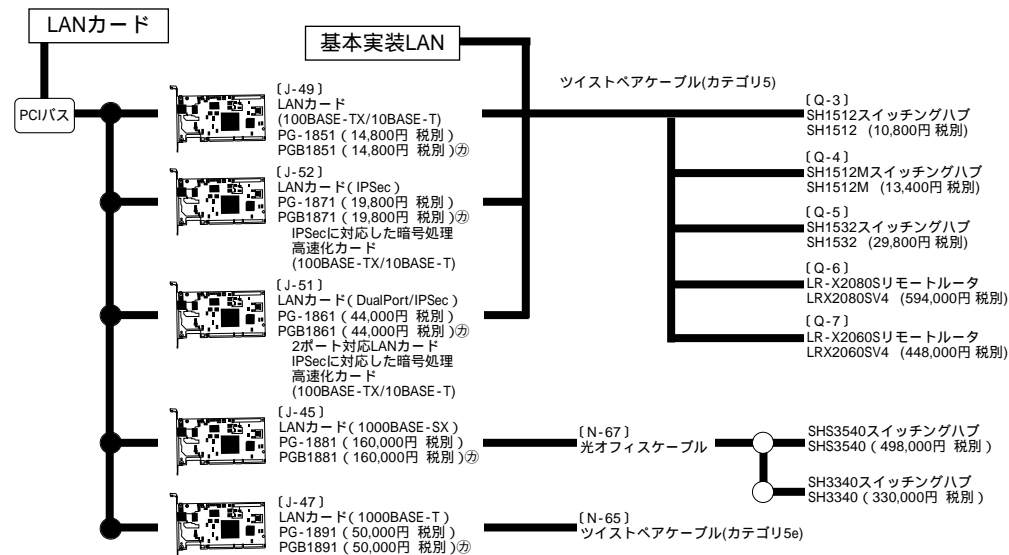 LANカード
基本実装LAN
PCIバス
ツイストペアケーブル(カテゴリ5)
〔J-49〕
LANカード
(100BASE-TX/10BASE-T)
PG-1851（14,800円 税別）
PGB1851（14,800円 税別）㋕
〔J-52〕
LANカード（IPSec）
PG-1871（19,800円 税別）
PGB1871（19,800円 税別）㋕
IPSecに対応した暗号処理
高速化カード
(100BASE-TX/10BASE-T)
〔J-51〕
LANカード（DualPort/IPSec）
PG-1861（44,000円 税別）
PGB1861（44,000円 税別）㋕
2ポート対応LANカード
IPSecに対応した暗号処理
高速化カード
(100BASE-TX/10BASE-T)
〔J-45〕
LANカード（1000BASE-SX）
PG-1881（160,000円 税別）
PGB1881（160,000円 税別）㋕
〔J-47〕
LANカード（1000BASE-T）
PG-1891（50,000円 税別）
PGB1891（50,000円 税別）㋕
〔N-67〕
光オフィスケーブル
〔N-65〕
ツイストペアケーブル(カテゴリ5e)
〔Q-3〕
SH1512スイッチングハブ
SH1512 (10,800円 税別)
〔Q-4〕
SH1512Mスイッチングハブ
SH1512M (13,400円 税別)
〔Q-5〕
SH1532スイッチングハブ
SH1532 (29,800円 税別)
〔Q-6〕
LR-X2080Sリモートルータ
LRX2080SV4 (594,000円 税別)
〔Q-7〕
LR-X2060Sリモートルータ
LRX2060SV4 (448,000円 税別)
SHS3540スイッチングハブ
SHS3540（498,000円 税別）
SH3340スイッチングハブ
SH3340（330,000円 税別）